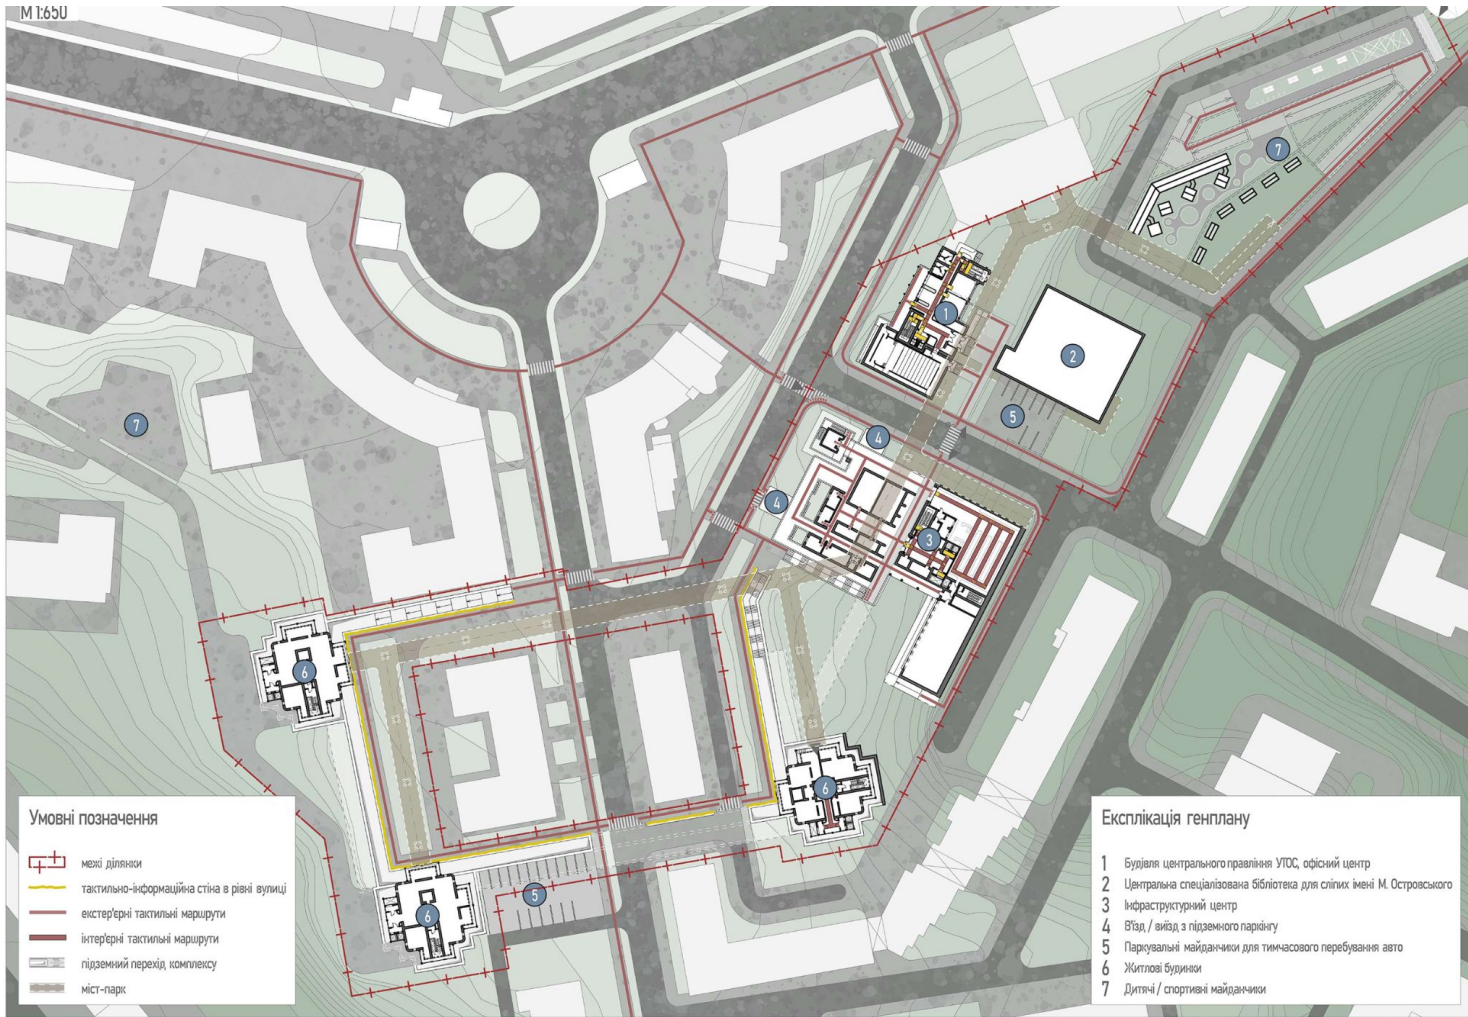 М 1:650
7
1
2
5
4
7
4
3
6
6
5
6
Умовні позначення
межі ділянки
тактильно-інформаційна стіна в рівні вулиці
екстер'єрні тактильні маршрути
інтер'єрні тактильні маршрути
підземний перехід комплексу
міст-парк
Експлікація генплану
1 Будівля центрального правління УТОС, офісний центр
2 Центральна спеціалізована бібліотека для сліпих імені М. Островського
3 Інфраструктурний центр
4 В'їзд / виїзд з підземного паркінгу
5 Паркувальні майданчики для тимчасового перебування авто
6 Житлові будинки
7 Дитячі / спортивні майданчики